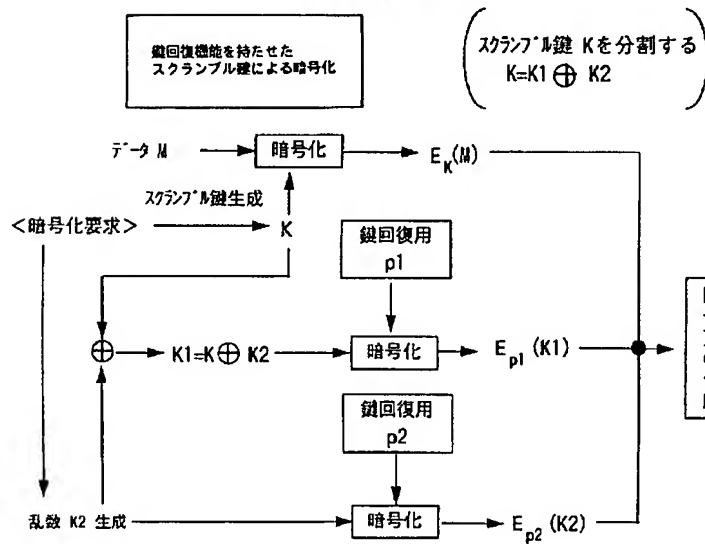 鍵回復機能を持たせた
スクランブル鍵による暗号化
スクランブル鍵 Kを分割する
K=K1 ⊕ K2
データ M
暗号化
E_K(M)
スクランブル鍵生成
<暗号化要求>
K
鍵回復用
p1
⊕
K1=K ⊕ K2
暗号化
E_p1 (K1)
鍵回復用
p2
乱数 K2 生成
暗号化
E_p2 (K2)